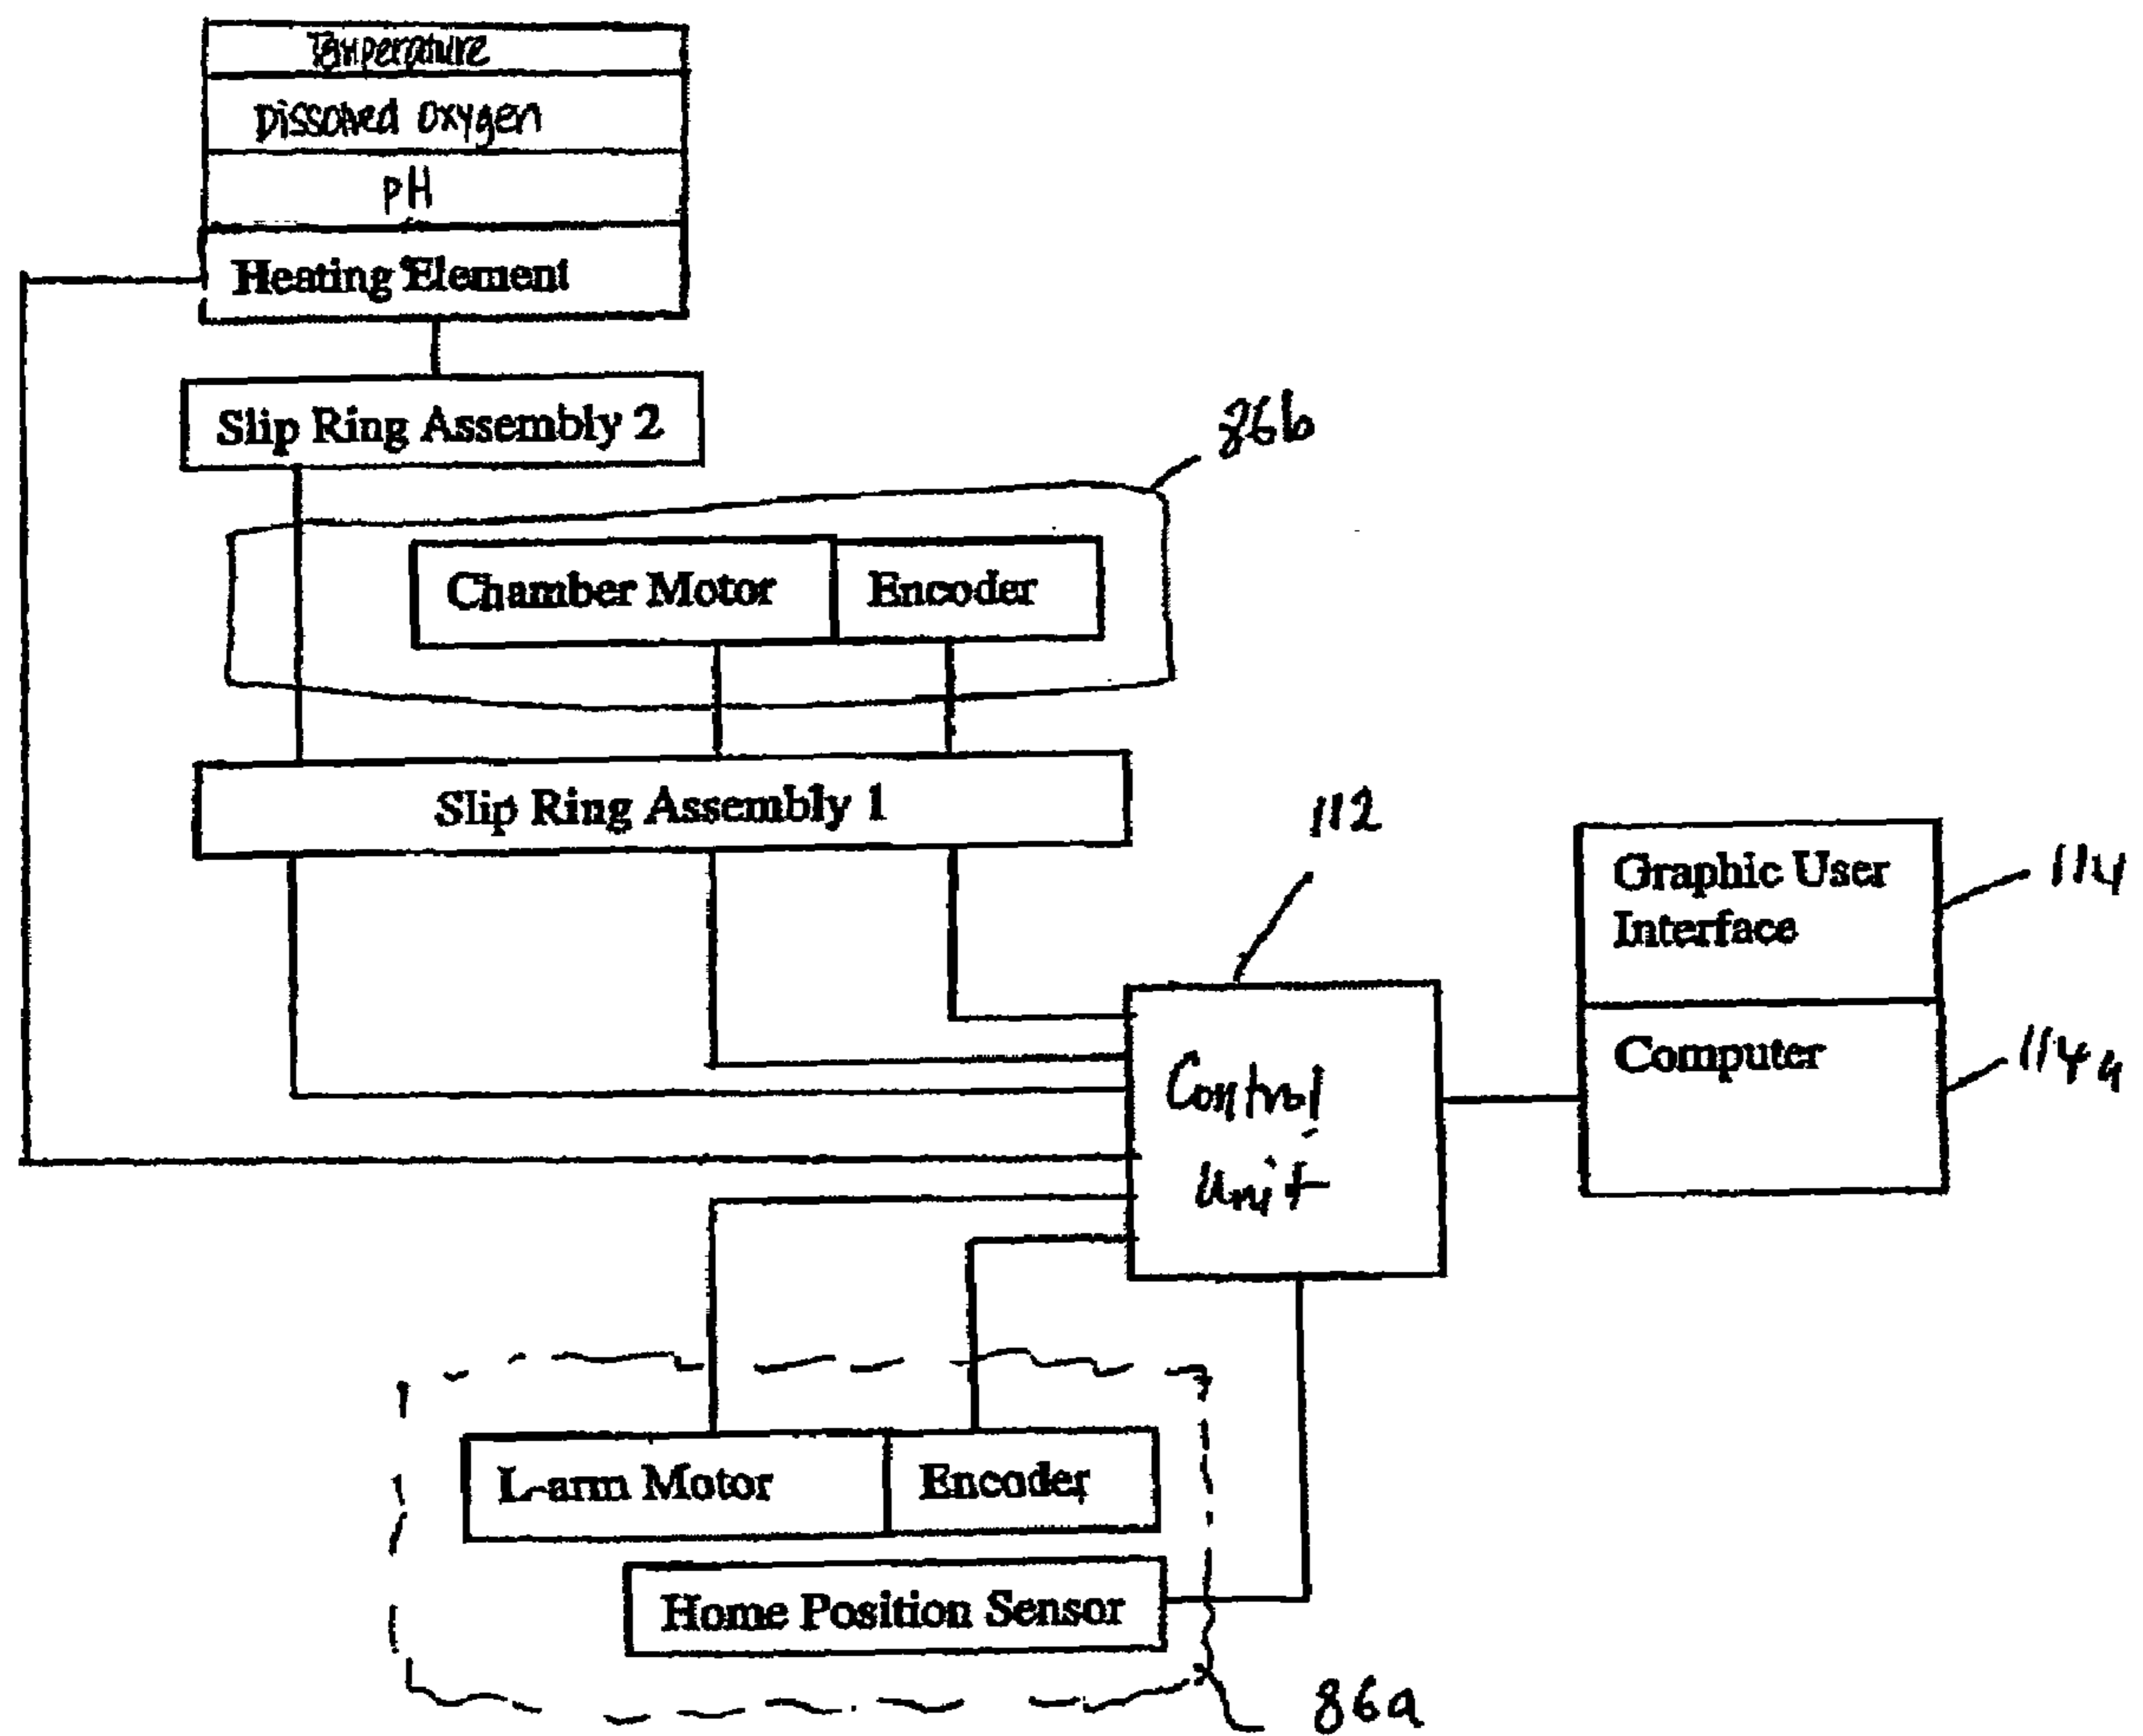 Temperature
Dissolved Oxygen
pH
Heating Element
Slip Ring Assembly 2
86b
Chamber Motor
Encoder
Slip Ring Assembly 1
112
Graphic User
Interface
114
Computer
114a
Control
Unit
L-arm Motor
Encoder
Home Position Sensor
86a